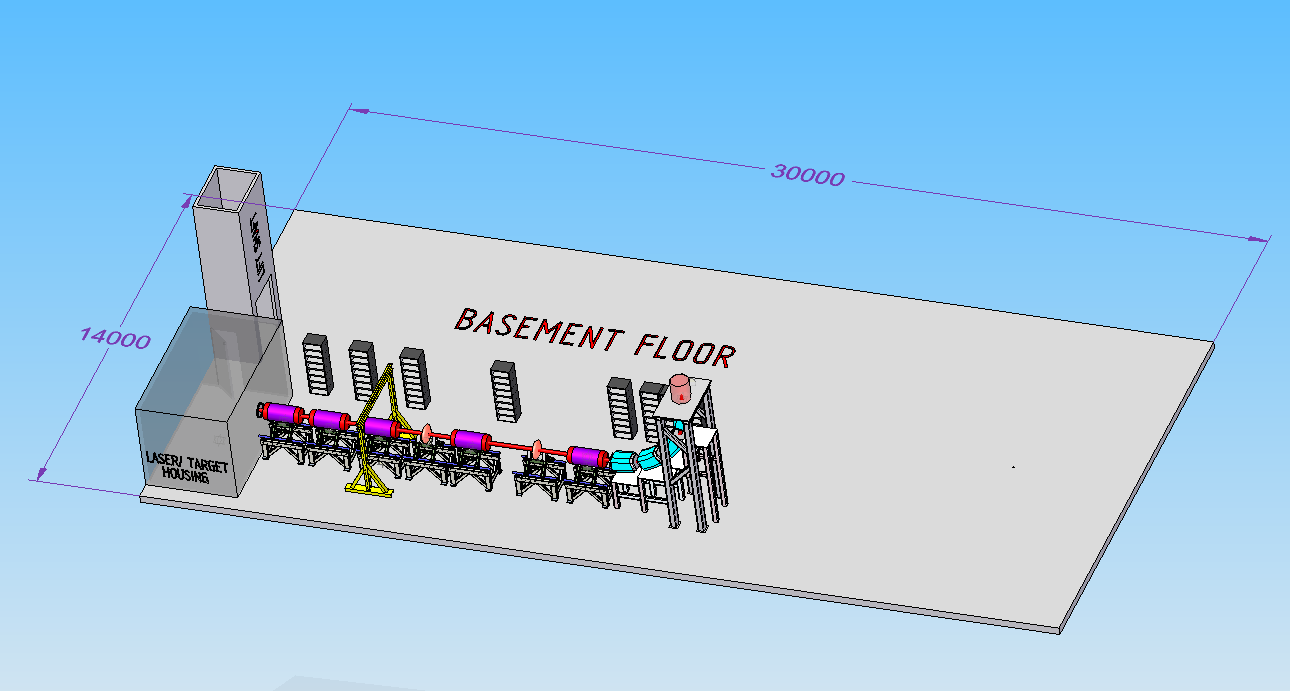 30000
14000
BASEMENT FLOOR
LASER/ TARGET
HOUSING